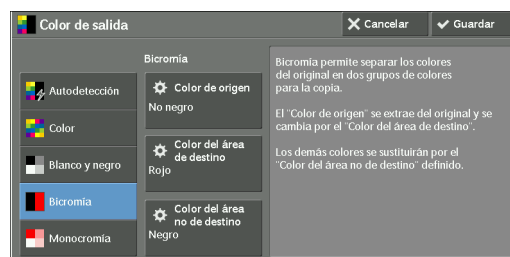 Color de salida
Cancelar
Guardar
Autodetección
Color
Blanco y negro
Bicromía
Monocromía
Bicromía
Color de origen
No negro
Color del área
de destino
Rojo
Color del área
no de destino
Negro
Bicromía permite separar los colores
del original en dos grupos de colores
para la copia.
El "Color de origen" se extrae del original y se
cambia por el "Color del área de destino".
Los demás colores se sustituirán por el
"Color del área no de destino" definido.